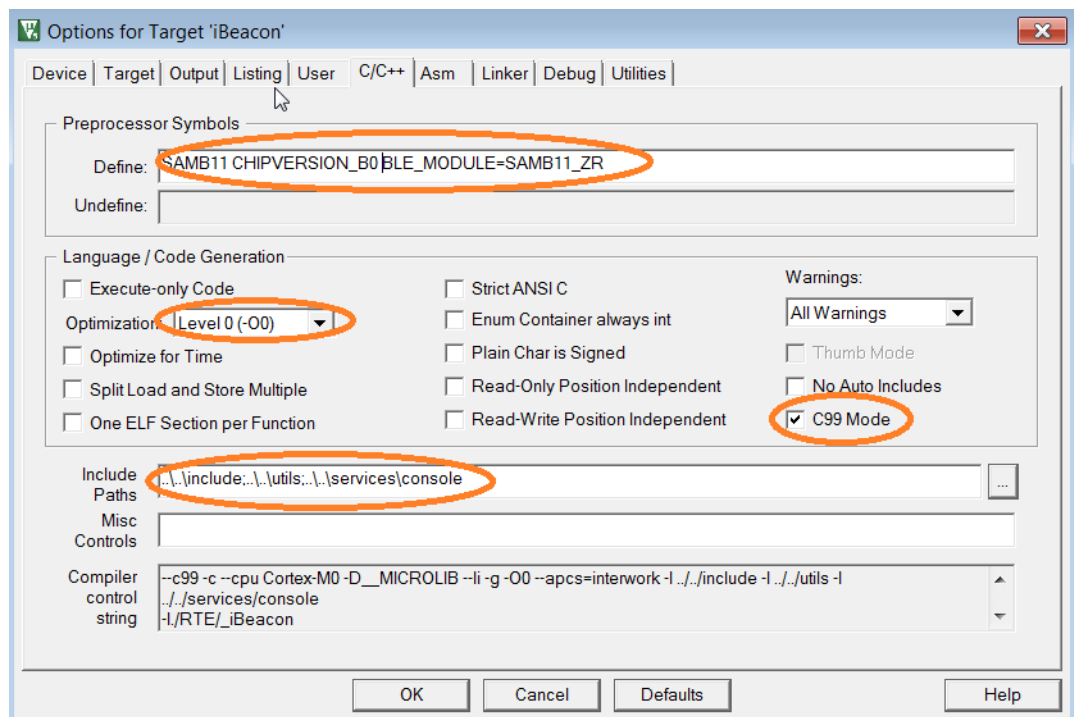 Options for Target 'iBeacon'
Device Target Output Listing User C/C++ Asm Linker Debug Utilities
Preprocessor Symbols
Define: SAMB11 CHIPVERSION_B0 BLE_MODULE=SAMB11_ZR
Undefine:
Language / Code Generation
Execute-only Code
Optimization: Level 0 (-O0)
Optimize for Time
Split Load and Store Multiple
One ELF Section per Function
Strict ANSI C
Enum Container always int
Plain Char is Signed
Read-Only Position Independent
Read-Write Position Independent
Warnings:
All Warnings
Thumb Mode
No Auto Includes
C99 Mode
Include Paths ..\..\include;..\..\utils;..\..\services\console
...
Misc Controls
Compiler control string
--c99 -c --cpu Cortex-M0 -D__MICROLIB --li -g -O0 --apcs=interwork -I ../../include -I ../../utils -I
../../services/console
-I./RTE/_iBeacon
OK Cancel Defaults Help